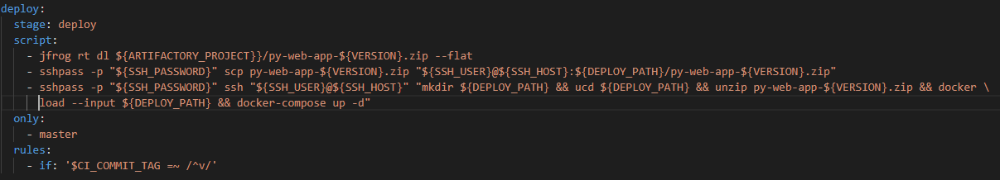 deploy:
stage: deploy
script:
- jfrog rt dl ${ARTIFACTORY_PROJECT}}/py-web-app-${VERSION}.zip --flat
- sshpass -p "${SSH_PASSWORD}" scp py-web-app-${VERSION}.zip "${SSH_USER}@${SSH_HOST}:${DEPLOY_PATH}/py-web-app-${VERSION}.zip"
- sshpass -p "${SSH_PASSWORD}" ssh "${SSH_USER}@${SSH_HOST}" "mkdir ${DEPLOY_PATH} && ucd ${DEPLOY_PATH} && unzip py-web-app-${VERSION}.zip && docker \
load --input ${DEPLOY_PATH} && docker-compose up -d"
only:
- master
rules:
- if: '$CI_COMMIT_TAG =~ /^v/'